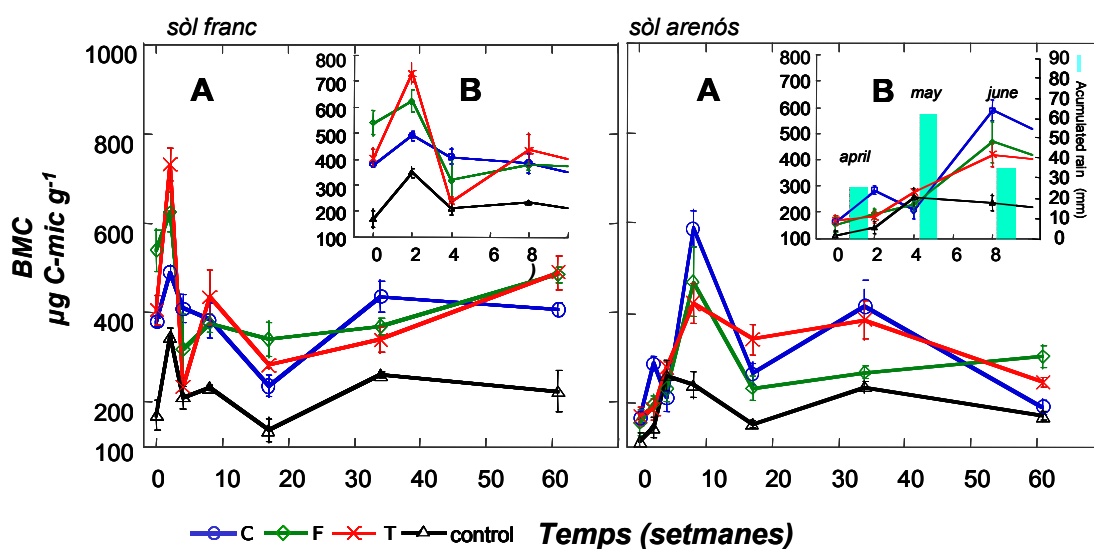 sòl franc
sòl arenós
1000
800
600
400
200
100
BMC
µg C-mic g⁻¹
A
B
800
700
600
500
400
300
200
100
0 2 4 6 8
0 10 20 30 40 50 60
A
B
april
may
june
800
700
600
500
400
300
200
100
0 2 4 6 8
90
80
70
60
50
40
30
20
10
0
Acumulated rain (mm)
0 10 20 30 40 50 60
C F T control
Temps (setmanes)